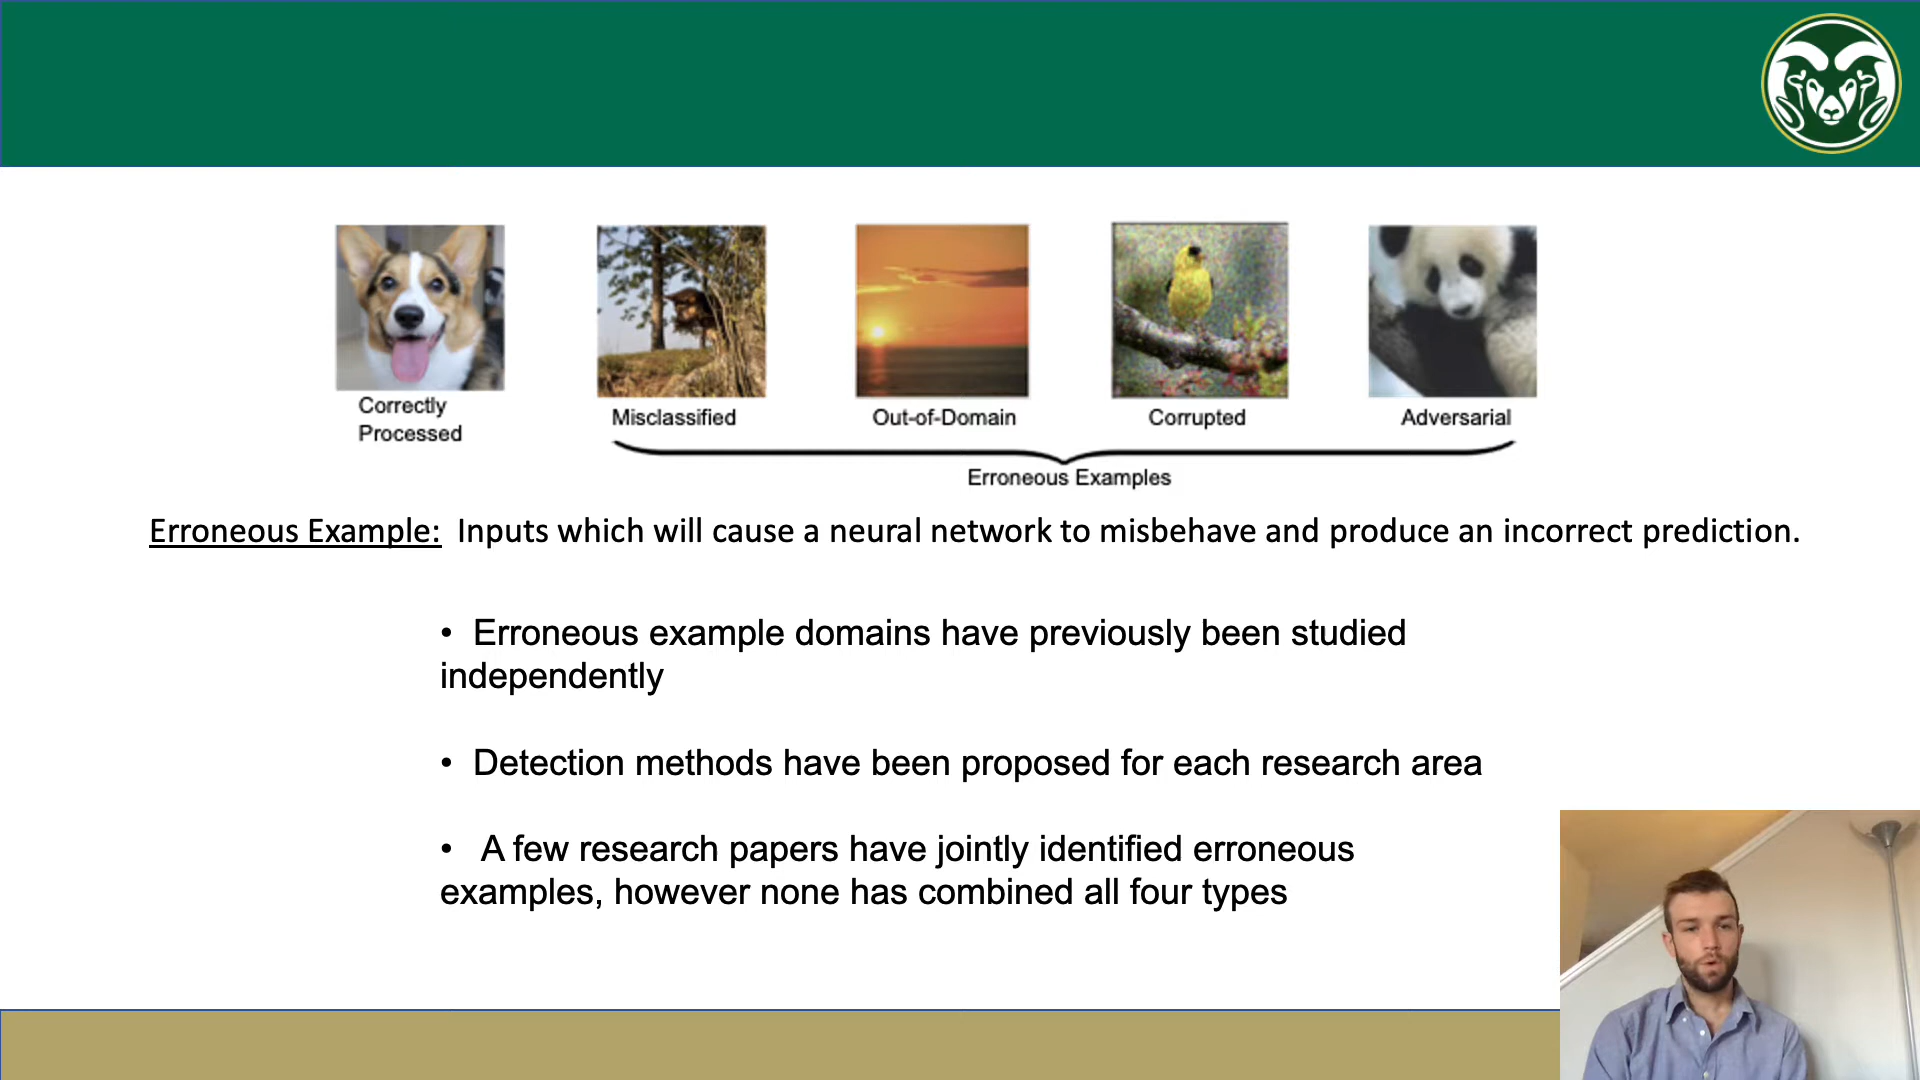 Correctly
Processed
Misclassified
Out-of-Domain
Corrupted
Adversarial
Erroneous Examples
Erroneous Example: Inputs which will cause a neural network to misbehave and produce an incorrect prediction.
• Erroneous example domains have previously been studied
independently
• Detection methods have been proposed for each research area
• A few research papers have jointly identified erroneous
examples, however none has combined all four types